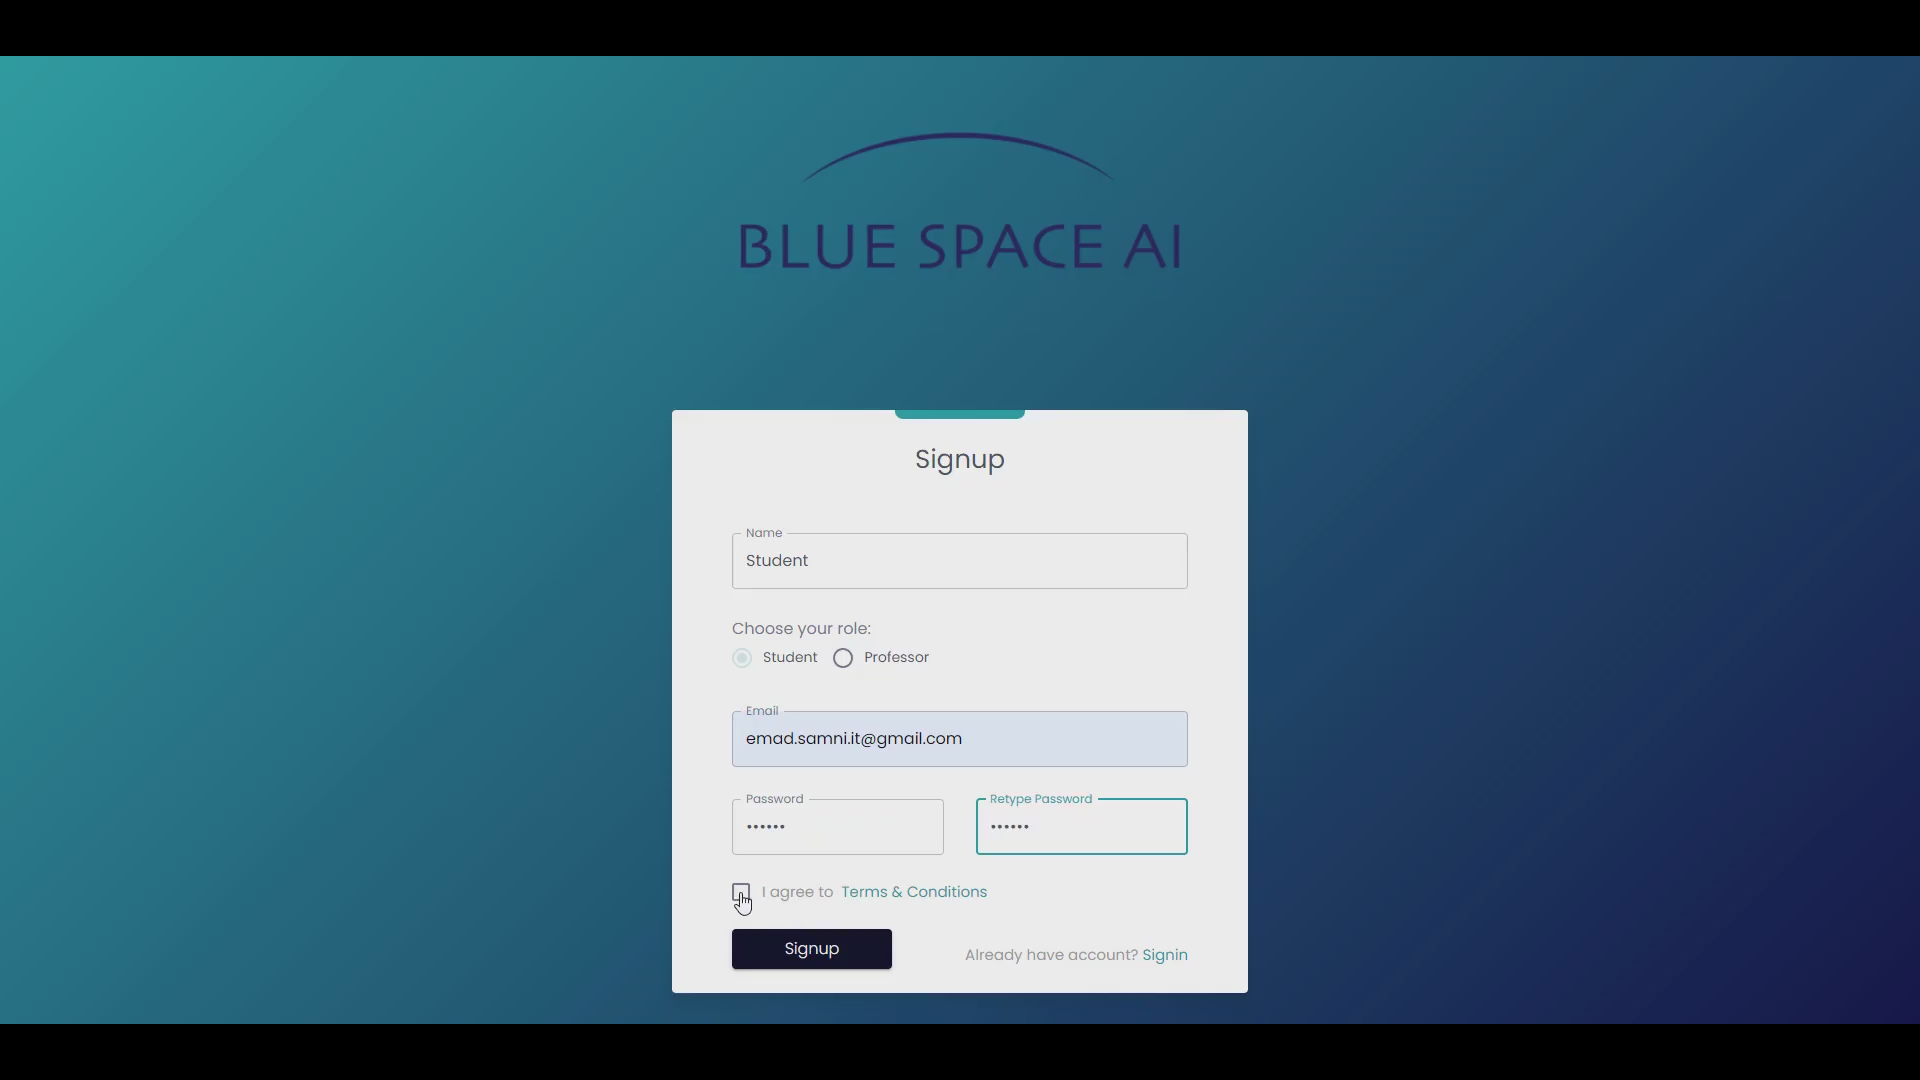 BLUE SPACE AI
Signup
Name
Student
Choose your role:
Student Professor
Email
emad.samni.it@gmail.com
Password Retype Password
•••••• ••••••
I agree to Terms & Conditions
Signup
Already have account? Signin